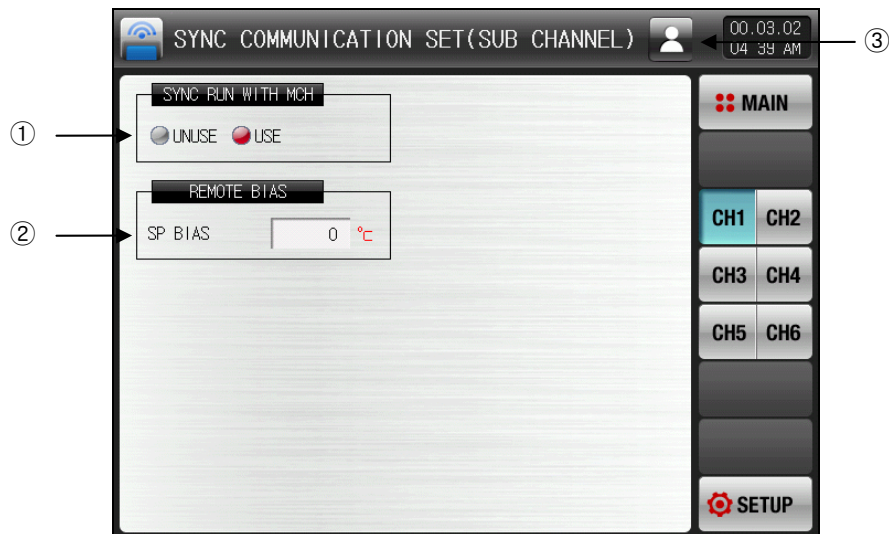 SYNC COMMUNICATION SET(SUB CHANNEL)
00.03.02
04 39 AM
③
SYNC RUN WITH MCH
MAIN
①
UNUSE USE
REMOTE BIAS
②
SP BIAS 0 ℃
CH1 CH2
CH3 CH4
CH5 CH6
SETUP